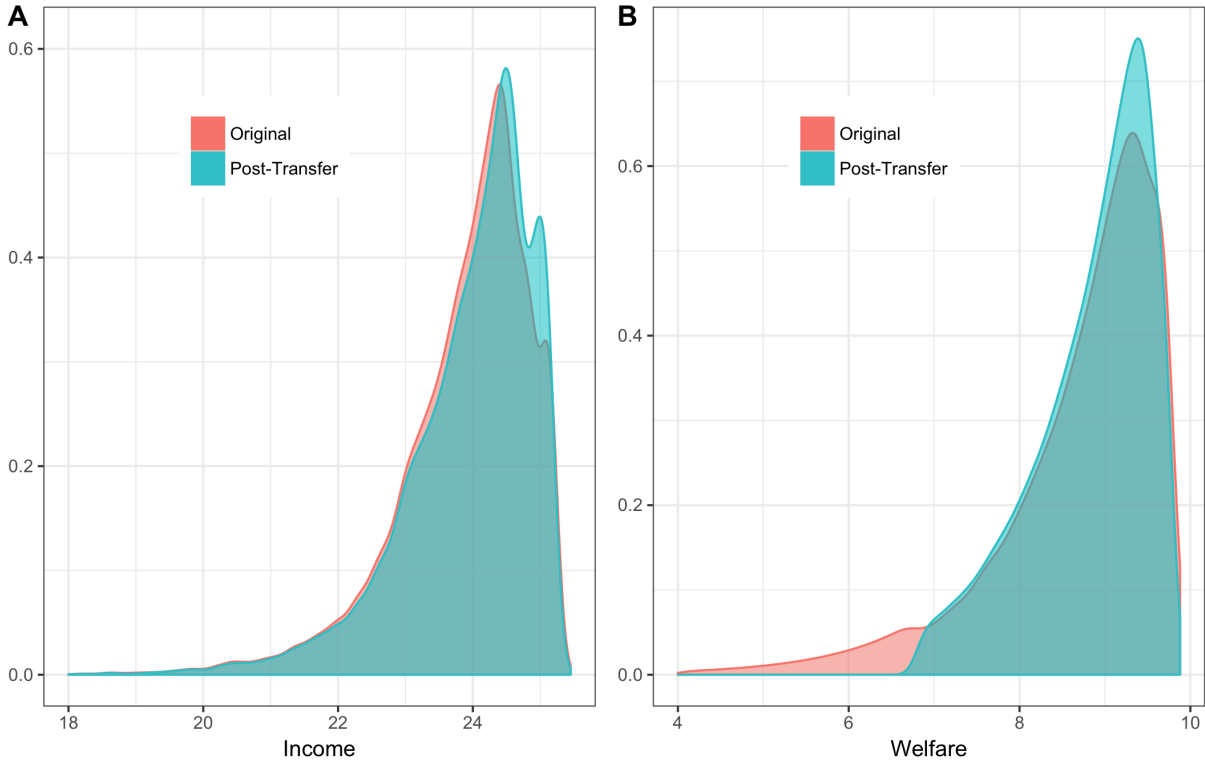 A
0.6
0.4
0.2
0.0
Original
Post-Transfer
18
20
22
24
Income
B
0.6
0.4
0.2
0.0
Original
Post-Transfer
4
6
8
10
Welfare